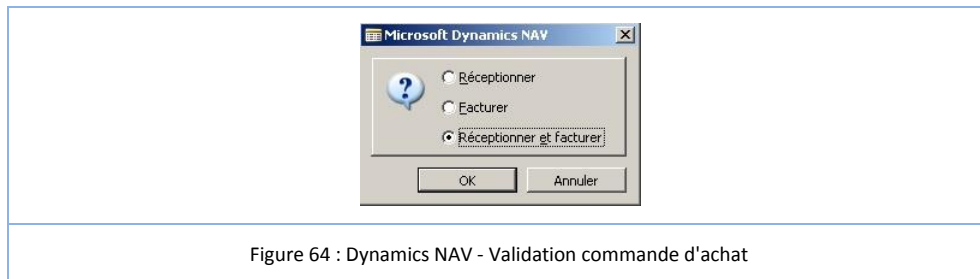 Microsoft Dynamics NAV
Réceptionner
Facturer
Réceptionner et facturer
OK
Annuler
Figure 64 : Dynamics NAV - Validation commande d'achat